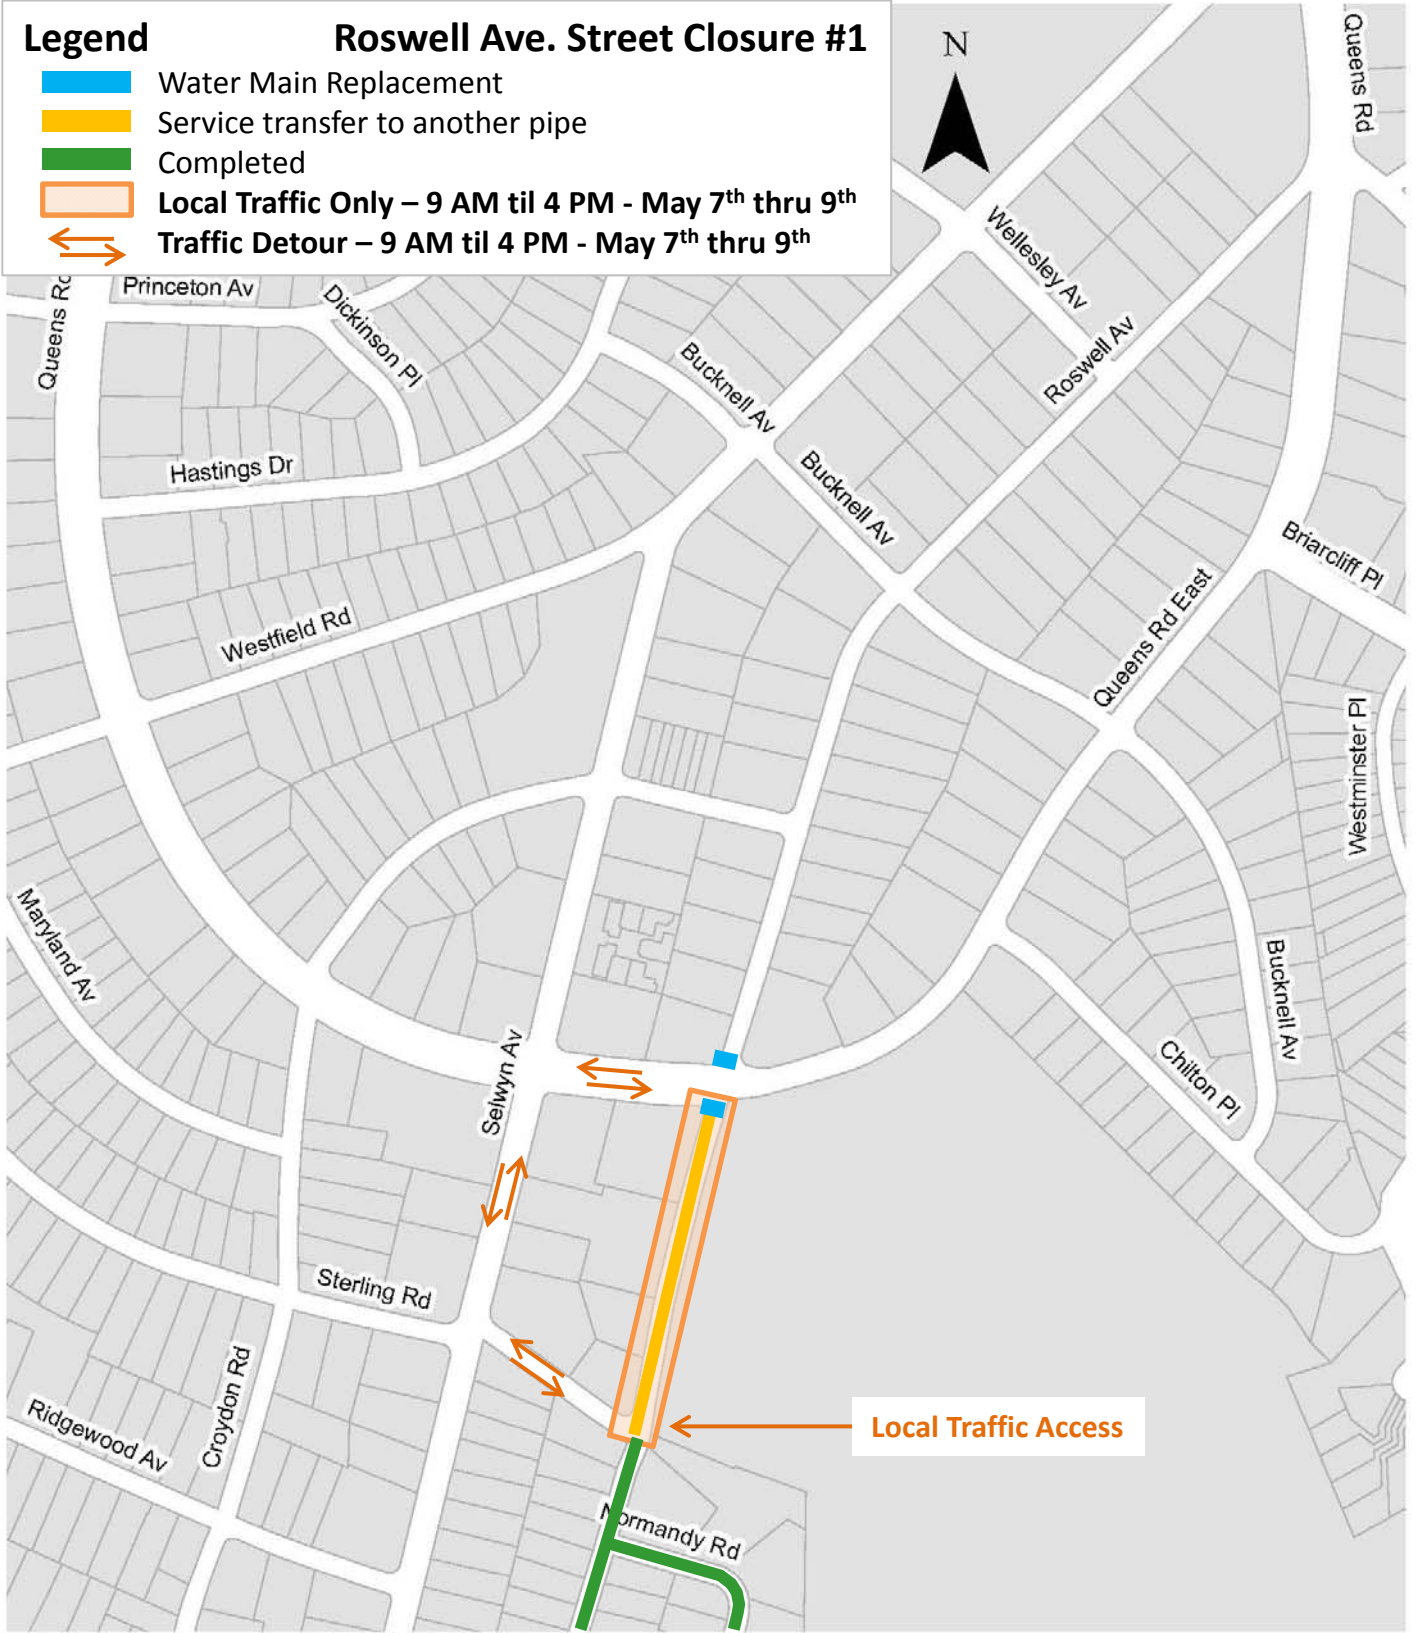 Legend
Roswell Ave. Street Closure #1
Water Main Replacement
Service transfer to another pipe
Completed
Local Traffic Only – 9 AM til 4 PM - May 7th thru 9th
Traffic Detour – 9 AM til 4 PM - May 7th thru 9th
N
Queens Rd
Wellesley Av
Princeton Av
Dickinson Pl
Queens Rd
Roswell Av
Bucknell Av
Hastings Dr
Bucknell Av
Briarcliff Pl
Queens Rd East
Westfield Rd
Westminster Pl
Maryland Av
Bucknell Av
Selwyn Av
Chilton Pl
Sterling Rd
Croydon Rd
Ridgewood Av
Local Traffic Access
Normandy Rd